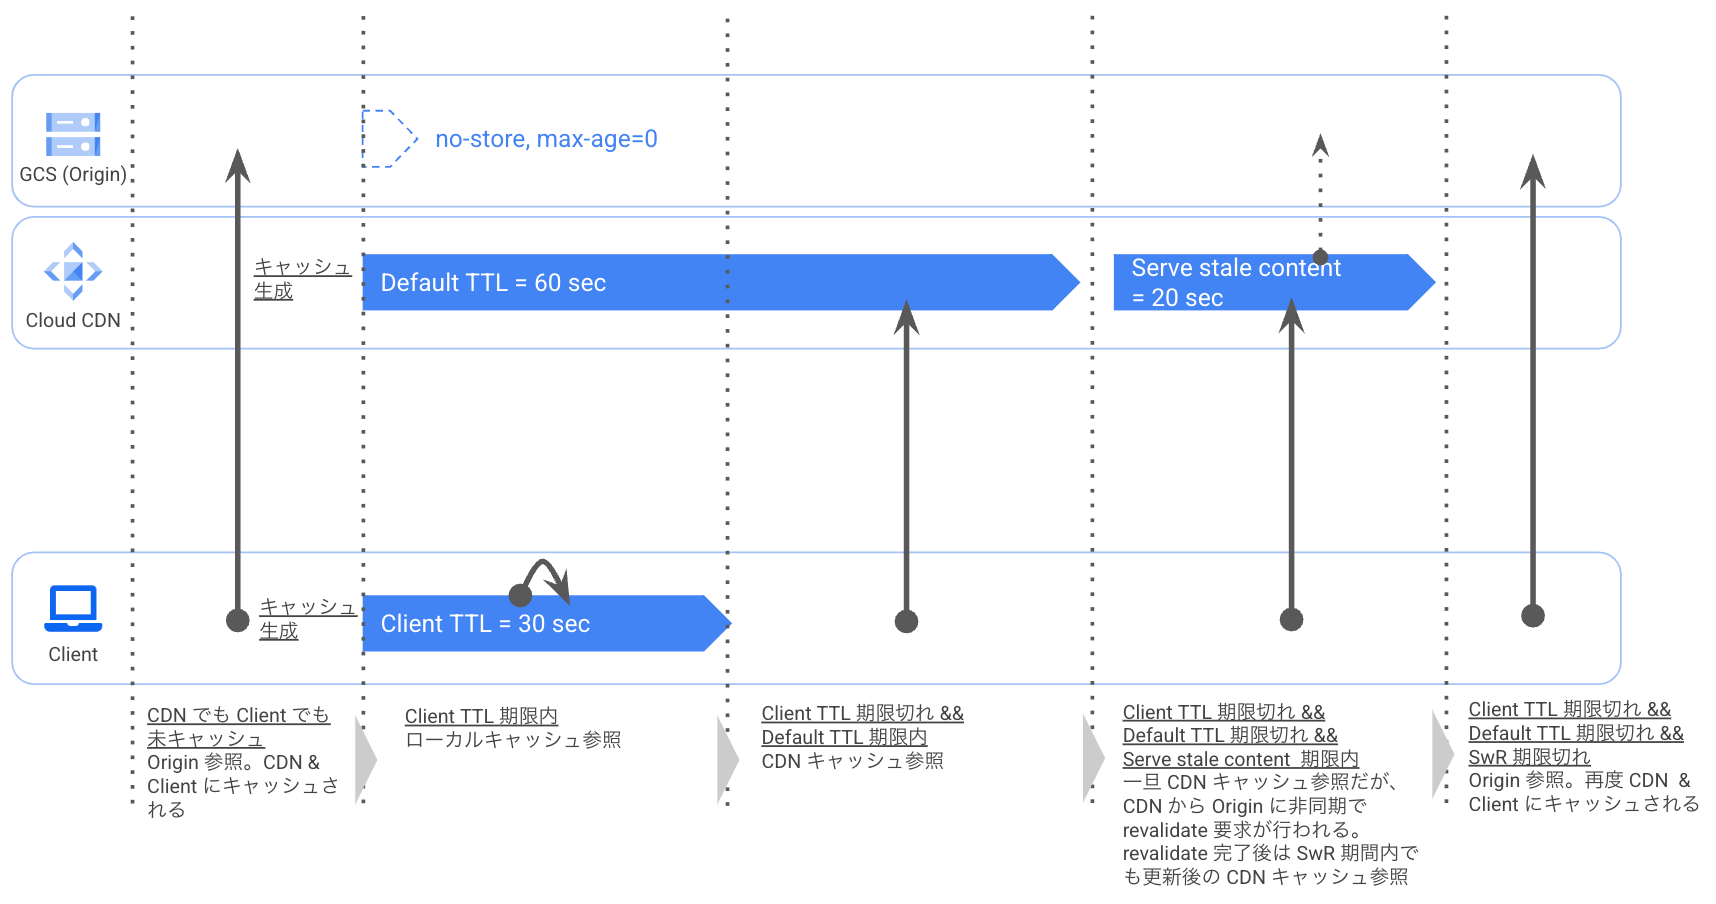 GCS (Origin)
no-store, max-age=0
キャッシュ
生成
Default TTL = 60 sec
Serve stale content
= 20 sec
Cloud CDN
キャッシュ
生成
Client TTL = 30 sec
Client
CDN でも Client でも
未キャッシュ
Origin 参照。CDN &
Client にキャッシュさ
れる
Client TTL 期限内
ローカルキャッシュ参照
Client TTL 期限切れ &&
Default TTL 期限内
CDN キャッシュ参照
Client TTL 期限切れ &&
Default TTL 期限切れ &&
Serve stale content 期限内
一旦 CDN キャッシュ参照だが、
CDN から Origin に非同期で
revalidate 要求が行われる。
revalidate 完了後は SwR 期間内で
も更新後の CDN キャッシュ参照
Client TTL 期限切れ &&
Default TTL 期限切れ &&
SwR 期限切れ
Origin 参照。再度 CDN &
Client にキャッシュされる